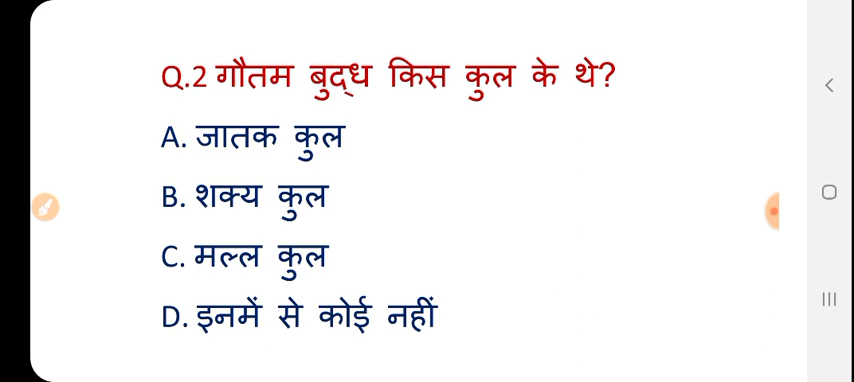 Q.2 गौतम बुद्ध किस कुल के थे?
A. जातक कुल
B. शक्य कुल
C. मल्ल कुल
D. इनमें से कोई नहीं